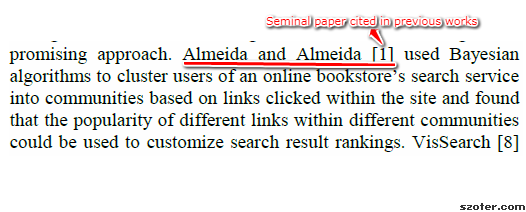 Seminal paper cited in previous works
promising approach. Almeida and Almeida [1] used Bayesian
algorithms to cluster users of an online bookstore's search service
into communities based on links clicked within the site and found
that the popularity of different links within different communities
could be used to customize search result rankings. VisSearch [8]
szoter.com